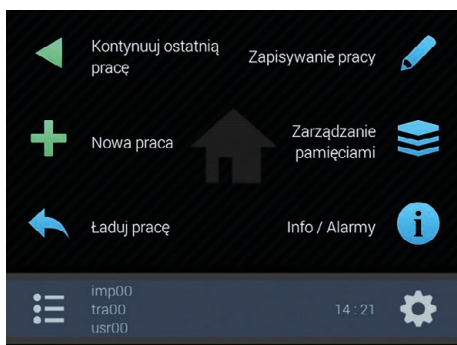 Kontynuuj ostatnią
pracę
Zapisywanie pracy
Nowa praca
Zarządzanie
pamięciami
Ładuj pracę
Info / Alarmy
i
imp00
tra00
usr00
14 : 21